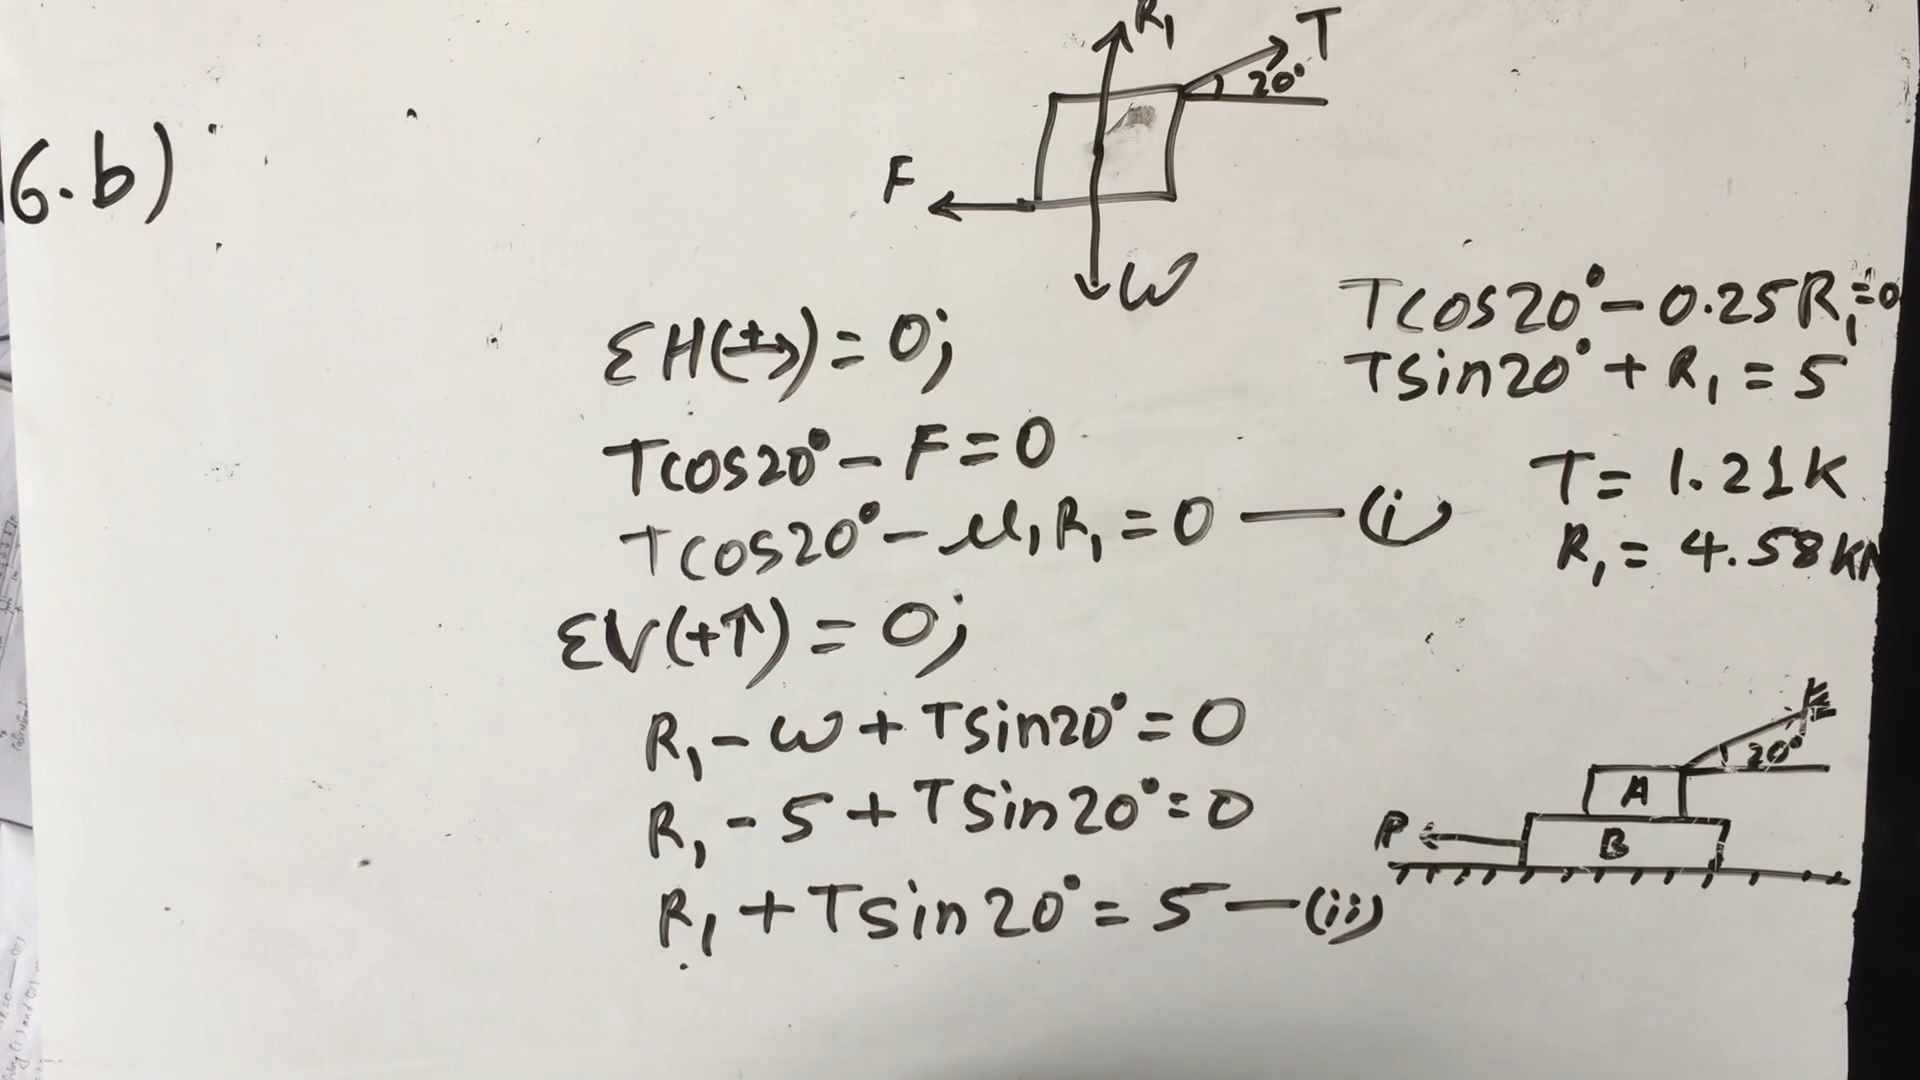 6.b)
R₁
T
20°
F
W
ΣH(+→) = 0;
Tcos20° - F = 0
Tcos20° - μ₁R₁ = 0 — (i)
ΣV(+↑) = 0;
R₁ - W + Tsin20° = 0
R₁ - 5 + Tsin20° = 0
R₁ + Tsin20° = 5 — (ii)
Tcos20° - 0.25R₁ = 0
Tsin20° + R₁ = 5
T = 1.21K
R₁ = 4.58KN
20°
A
P
B